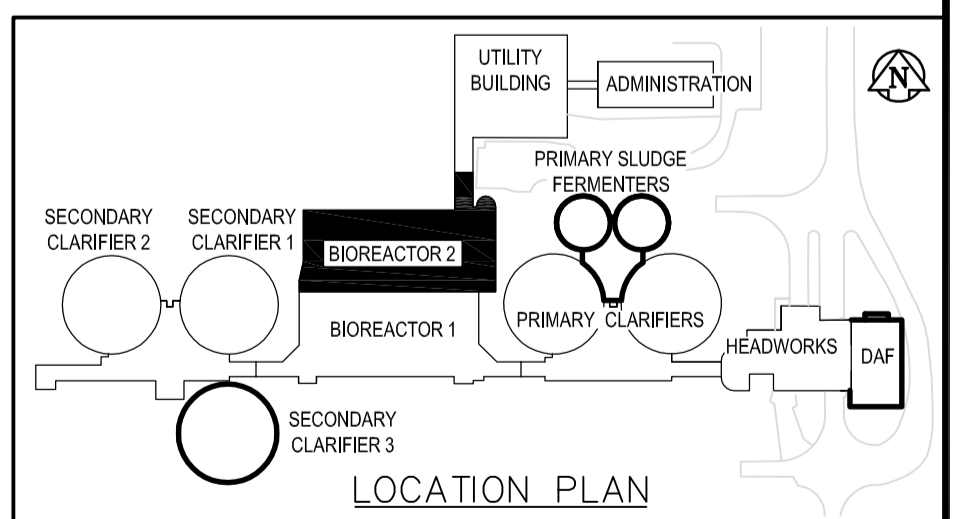 UTILITY
BUILDING
ADMINISTRATION
N
PRIMARY SLUDGE
FERMENTERS
SECONDARY
CLARIFIER 2
SECONDARY
CLARIFIER 1
BIOREACTOR 2
BIOREACTOR 1
PRIMARY CLARIFIERS
HEADWORKS
DAF
SECONDARY
CLARIFIER 3
LOCATION PLAN